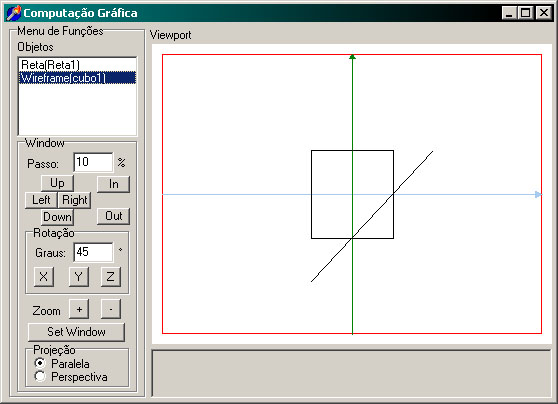 Computação Gráfica
Menu de Funções
Viewport
Objetos
Reta(Reta1)
Wireframe(cubo1)
Window
Passo: 10 %
Up
In
Left Right
Down
Out
Rotação
Graus: 45 °
X Y Z
Zoom + -
Set Window
Projeção
Paralela
Perspectiva